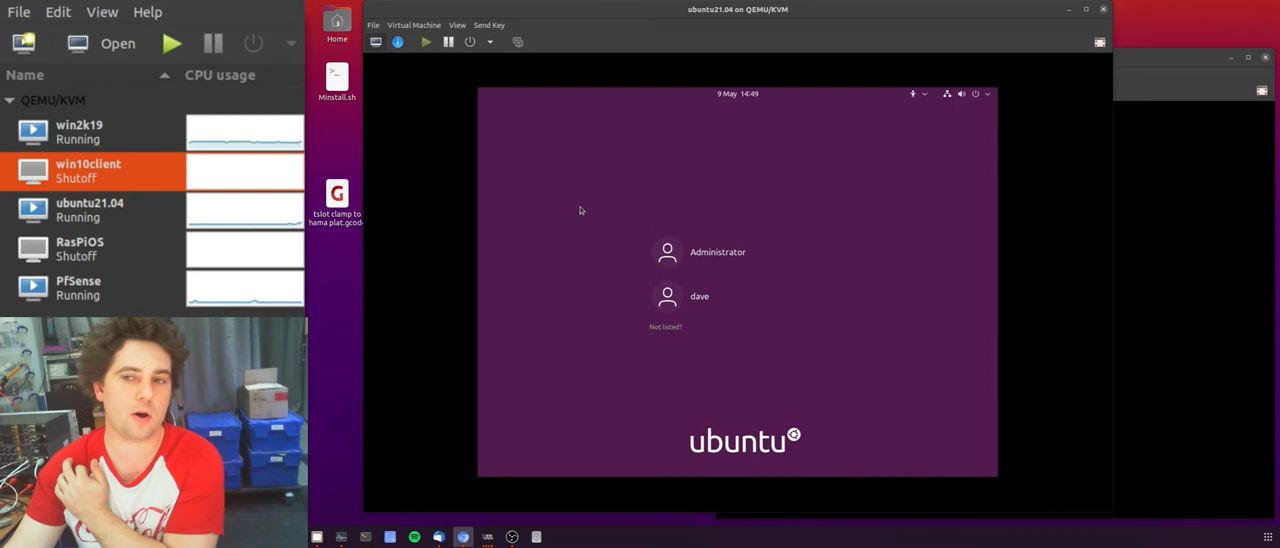 File Edit View Help
Open
Name CPU usage
QEMU/KVM
win2k19
Running
win10client
Shutoff
ubuntu21.04
Running
RasPiOS
Shutoff
PfSense
Running
Home
Minstall.sh
G
tslot clamp to
hama plat.gcode
ubuntu21.04 on QEMU/KVM
File Virtual Machine View Send Key
9 May 14:49
Administrator
dave
Not listed?
ubuntu